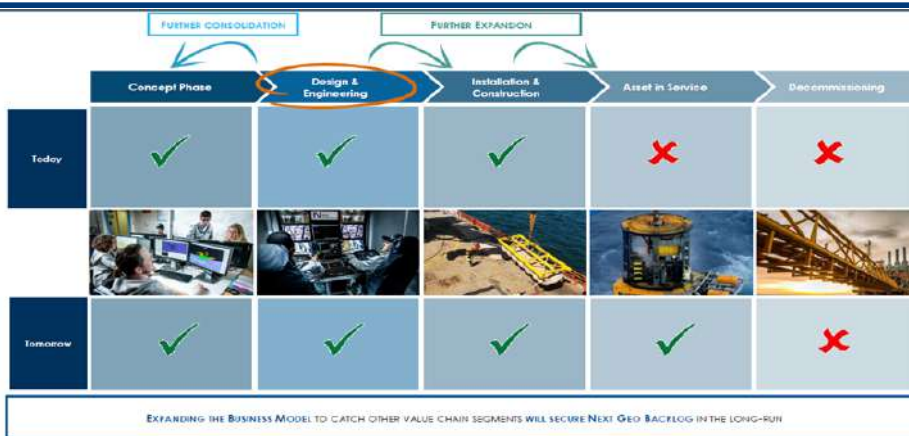 FURTHER CONSOLIDATION
FURTHER EXPANSION
Concept Phase
Design &
Engineering
Installation &
Construction
Asset in Service
Decommissioning
Today
Tomorrow
EXPANDING THE BUSINESS MODEL TO CATCH OTHER VALUE CHAIN SEGMENTS WILL SECURE NEXT GEO BACKLOG IN THE LONG-RUN